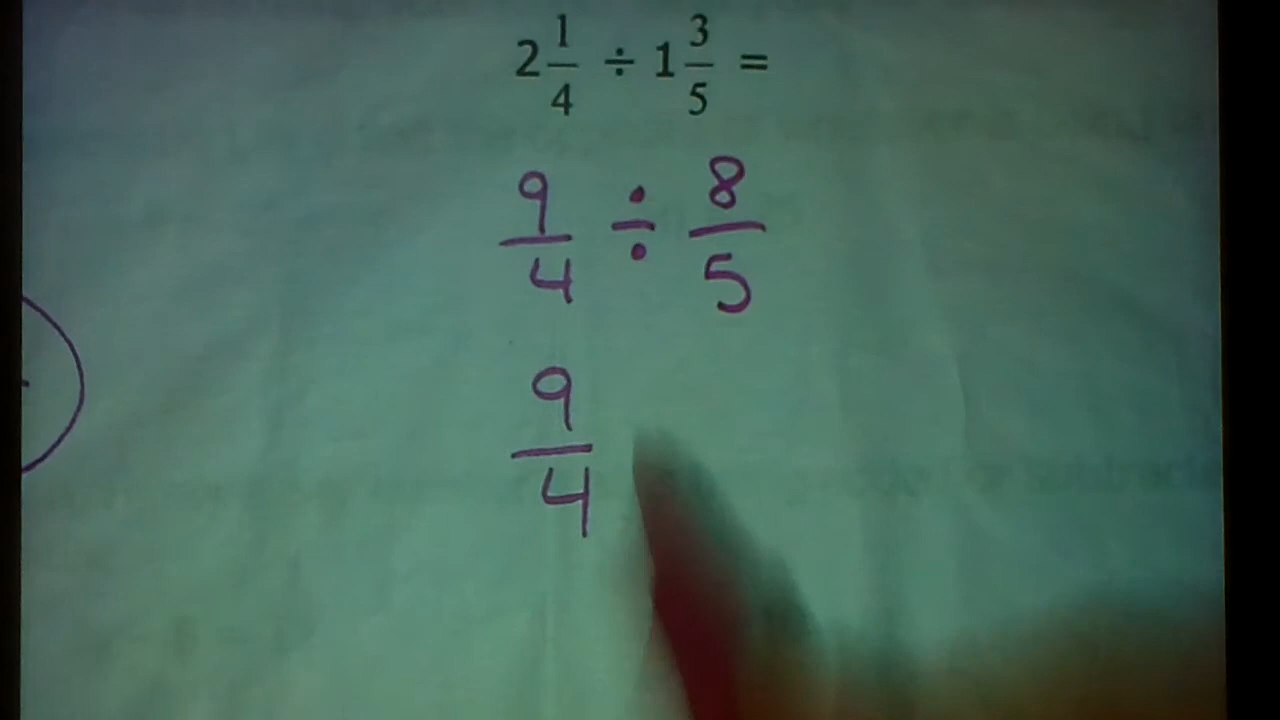 2 1/4 ÷ 1 3/5 =
9/4 ÷ 8/5
9/4